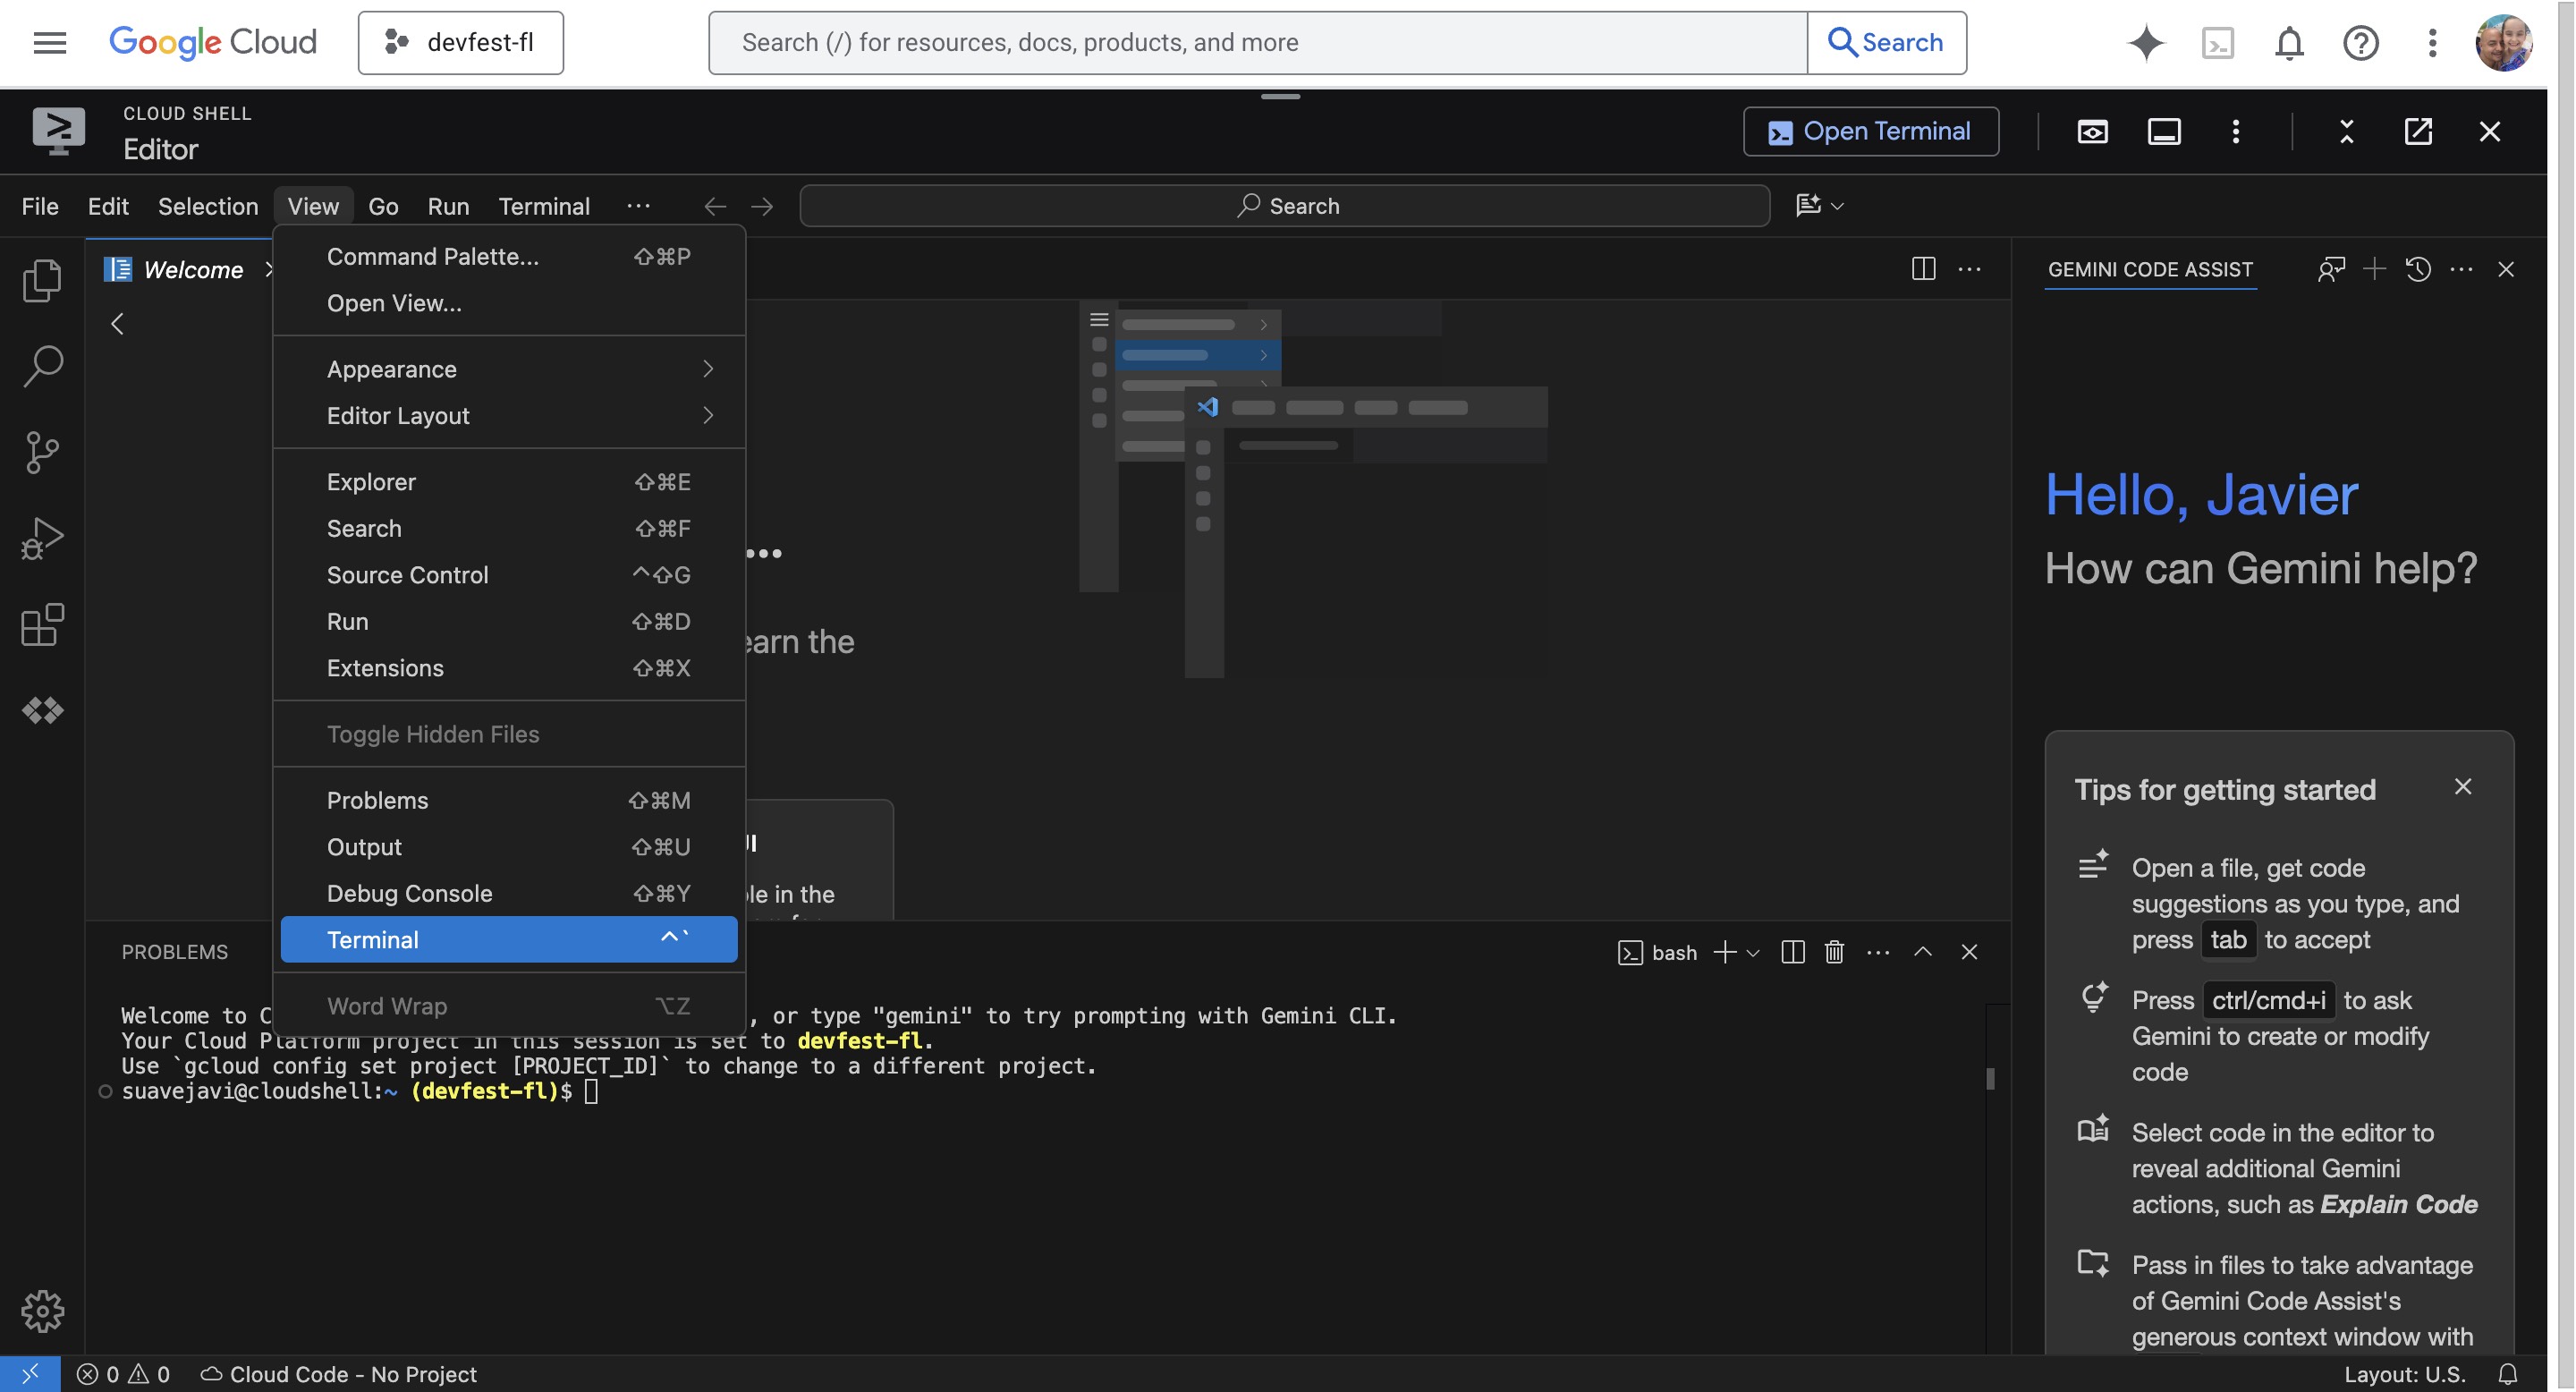 Google Cloud
devfest-fl
Search (/) for resources, docs, products, and more
Search
CLOUD SHELL
Editor
Open Terminal
File Edit Selection View Go Run Terminal ...
Search
Welcome
Command Palette... ⇧⌘P
Open View...
Appearance
Editor Layout
Explorer ⇧⌘E
Search ⇧⌘F
Source Control ^⇧G
Run ⇧⌘D
Extensions ⇧⌘X
Toggle Hidden Files
Problems ⇧⌘M
Output ⇧⌘U
Debug Console ⇧⌘Y
Terminal ^`
Word Wrap ⌥Z
...
earn the
le in the
GEMINI CODE ASSIST
Hello, Javier
How can Gemini help?
Tips for getting started
Open a file, get code
suggestions as you type, and
press tab to accept
Press ctrl/cmd+i to ask
Gemini to create or modify
code
Select code in the editor to
reveal additional Gemini
actions, such as Explain Code
Pass in files to take advantage
of Gemini Code Assist's
generous context window with
PROBLEMS
bash
Welcome to C , or type "gemini" to try prompting with Gemini CLI.
Your Cloud Platform project in this session is set to devfest-fl.
Use `gcloud config set project [PROJECT_ID]` to change to a different project.
suavejavi@cloudshell:~ (devfest-fl)$
0 0 Cloud Code - No Project
Layout: U.S.